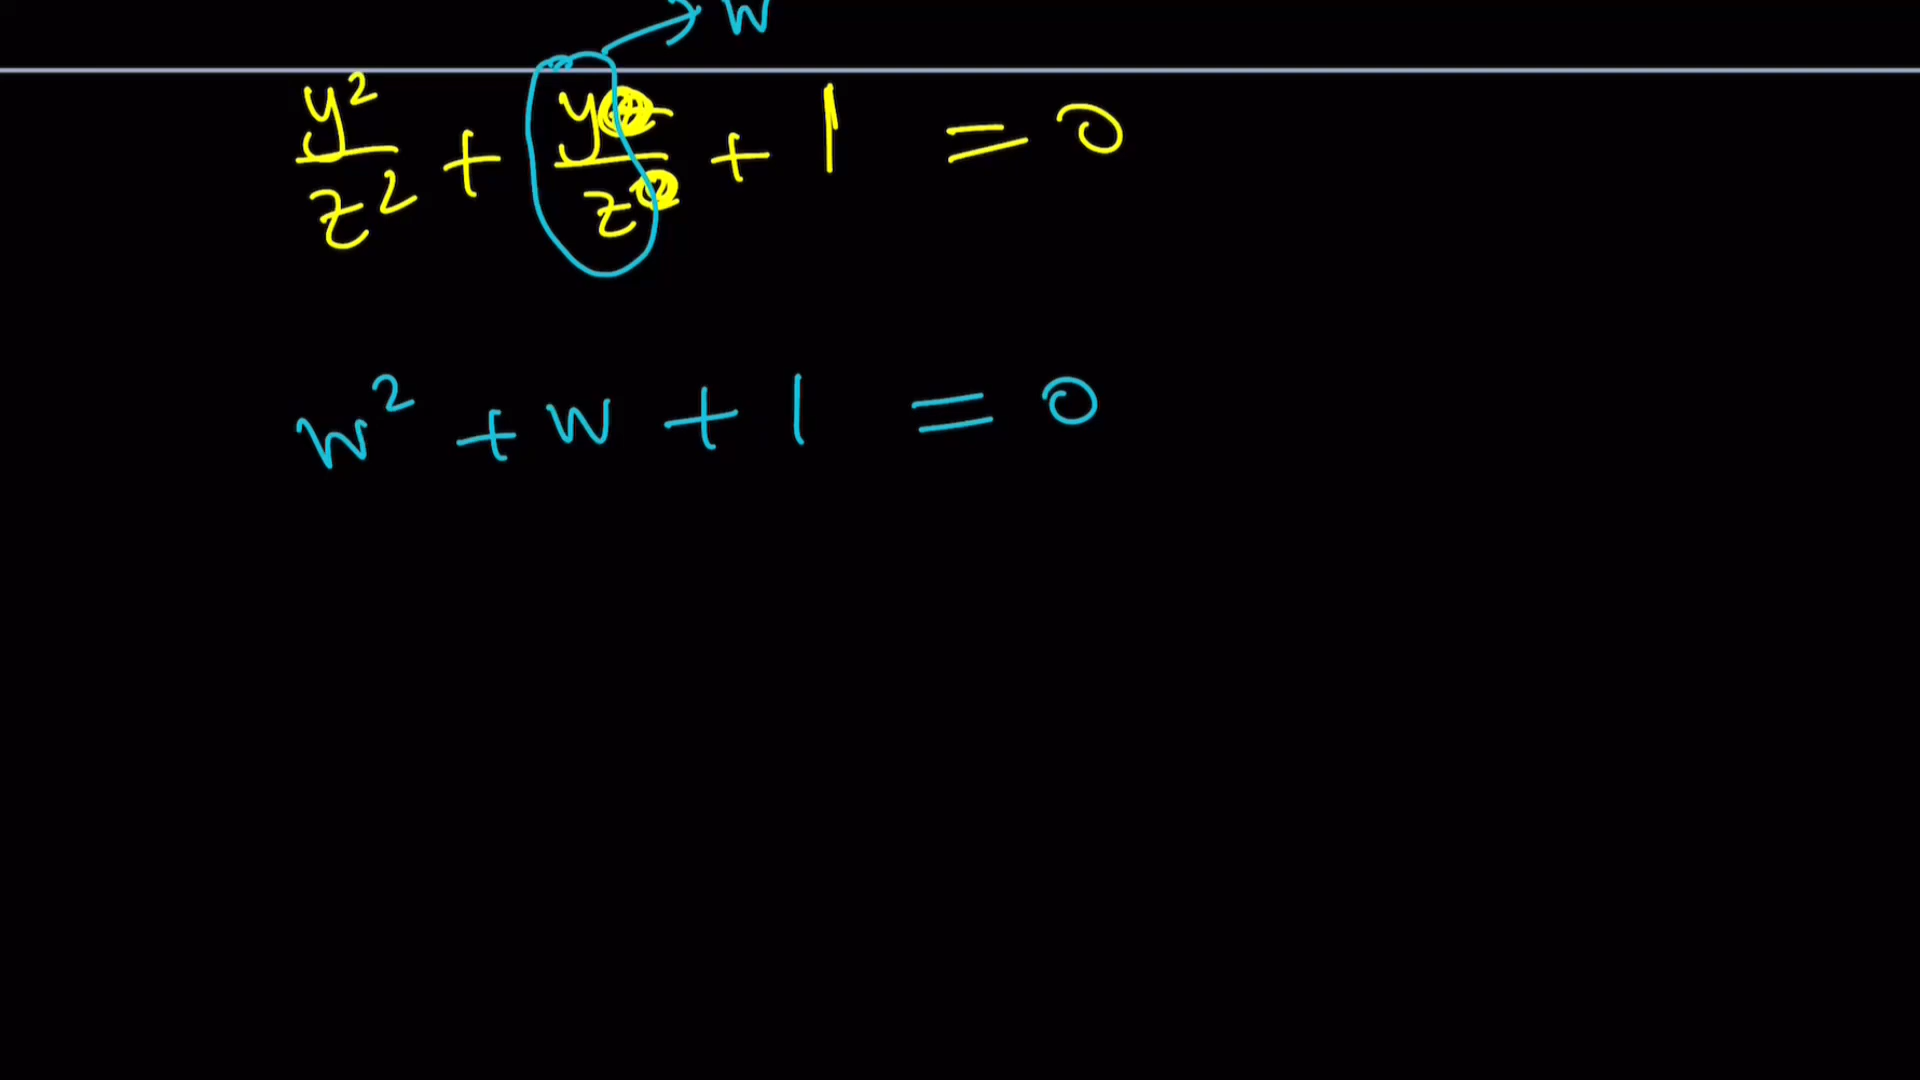 w
y²/z² + y/z + 1 = 0
w² + w + 1 = 0